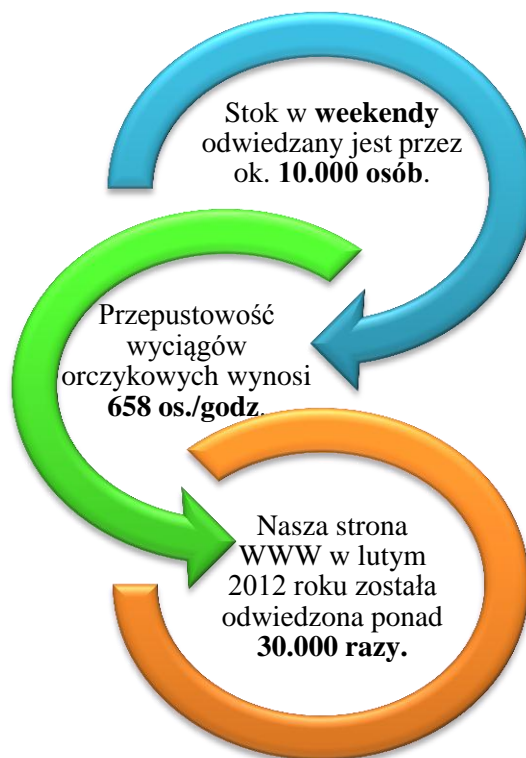 Stok w weekendy
odwiedzany jest przez
ok. 10.000 osób.
Przepustowość
wyciągów
orczykowych wynosi
658 os./godz.
Nasza strona
WWW w lutym
2012 roku została
odwiedzona ponad
30.000 razy.